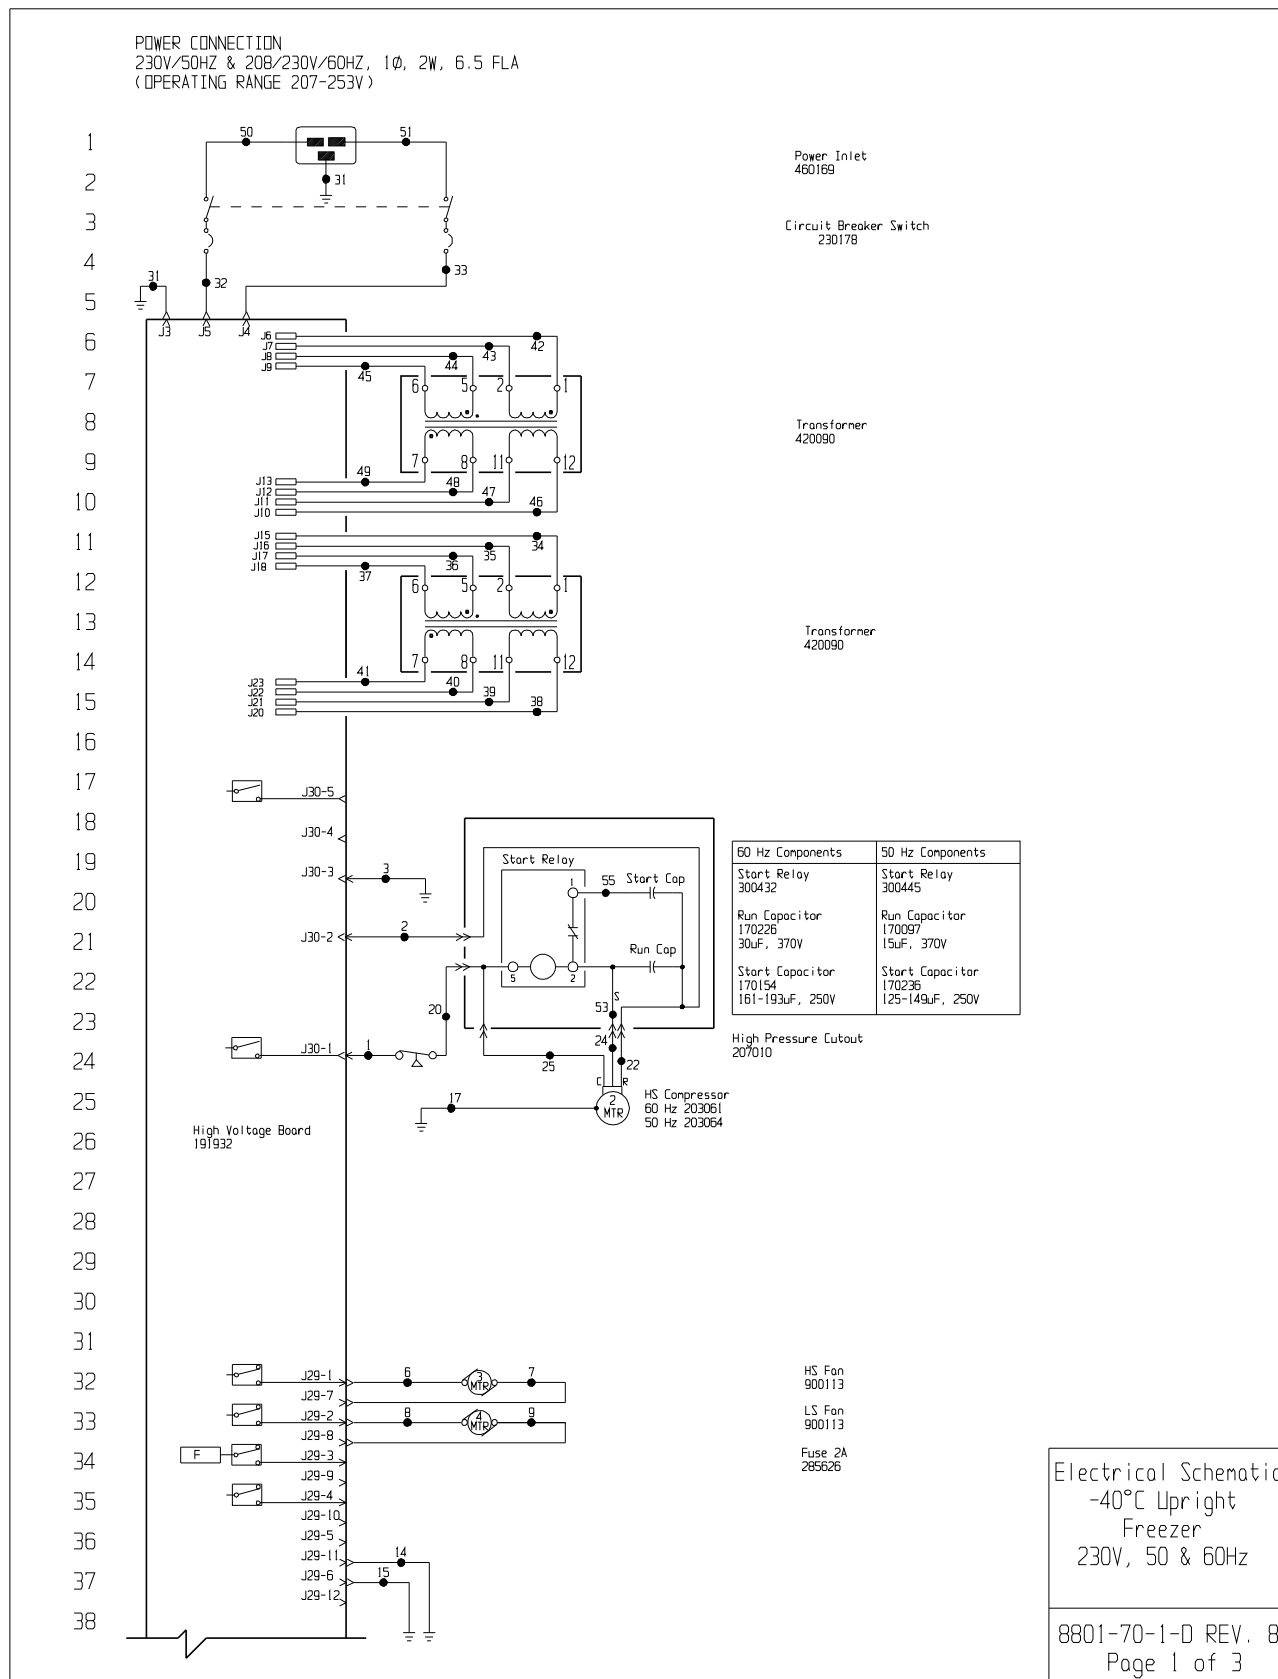 POWER CONNECTION
230V/50HZ & 208/230V/60HZ, 1Ø, 2W, 6.5 FLA
(OPERATING RANGE 207-253V)
1
50
51
Power Inlet
460169
2
31
3
Circuit Breaker Switch
230178
4
33
31
32
5
J3
J5
J4
6
J6
42
J7
43
J8
44
J9
45
7
6
5
2
1
8
Transformer
420090
9
7
8
11
12
J13
49
J12
48
10
J11
47
J10
46
11
J15
34
J16
35
J17
36
J18
37
12
6
5
2
1
13
Transformer
420090
14
7
8
11
12
J23
41
J22
40
15
J21
39
J20
38
16
17
J30-5
18
J30-4
19
J30-3
3
Start Relay
1
55
Start Cap
20
21
J30-2
2
Run Cap
22
5
2
S
23
20
53
24
J30-1
1
24
25
22
C
R
25
17
2
MTR
60 Hz Components
50 Hz Components
Start Relay
300432
Start Relay
300445
Run Capacitor
170226
30uF, 370V
Run Capacitor
170097
15uF, 370V
Start Capacitor
170154
161-193uF, 250V
Start Capacitor
170236
125-149uF, 250V
High Pressure Cutout
207010
HS Compressor
60 Hz 203061
50 Hz 203064
High Voltage Board
191932
26
27
28
29
30
31
32
J29-1
6
3
MTR
7
HS Fan
900113
J29-7
33
J29-2
8
4
MTR
9
LS Fan
900113
J29-8
34
F
J29-3
Fuse 2A
285626
J29-9
35
J29-4
J29-10
36
J29-5
J29-11
14
37
J29-6
15
J29-12
38
Electrical Schematic
-40°C Upright
Freezer
230V, 50 & 60Hz
8801-70-1-D REV. 8
Page 1 of 3